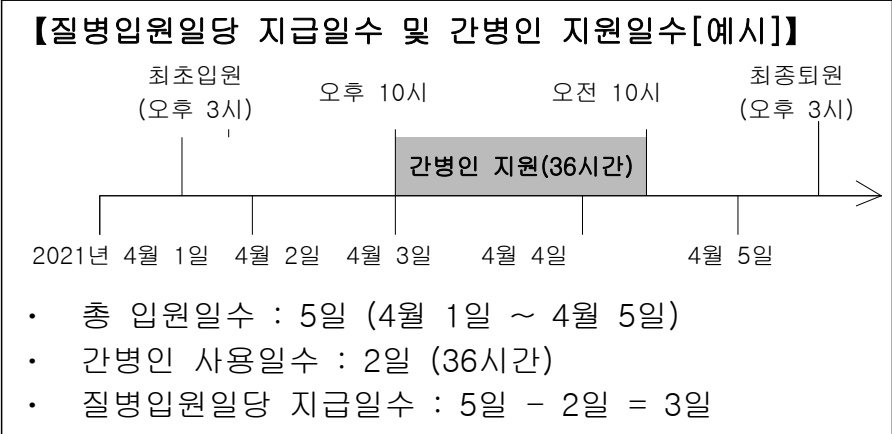 【질병입원일당 지급일수 및 간병인 지원일수[예시]】
최초입원
(오후 3시)
오후 10시
오전 10시
최종퇴원
(오후 3시)
간병인 지원(36시간)
2021년 4월 1일 4월 2일 4월 3일 4월 4일 4월 5일
· 총 입원일수 : 5일 (4월 1일 ~ 4월 5일)
· 간병인 사용일수 : 2일 (36시간)
· 질병입원일당 지급일수 : 5일 - 2일 = 3일